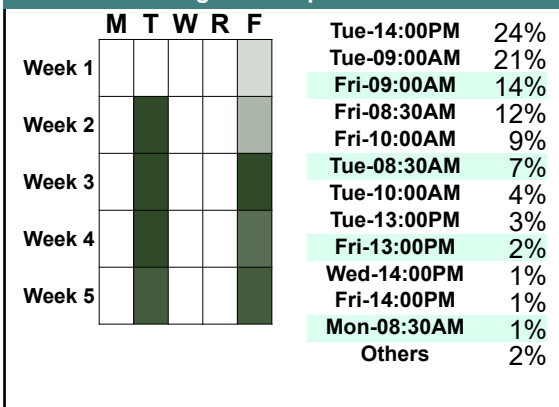 M T W R F
Week 1
Week 2
Week 3
Week 4
Week 5
Tue-14:00PM 24%
Tue-09:00AM 21%
Fri-09:00AM 14%
Fri-08:30AM 12%
Fri-10:00AM 9%
Tue-08:30AM 7%
Tue-10:00AM 4%
Tue-13:00PM 3%
Fri-13:00PM 2%
Wed-14:00PM 1%
Fri-14:00PM 1%
Mon-08:30AM 1%
Others 2%